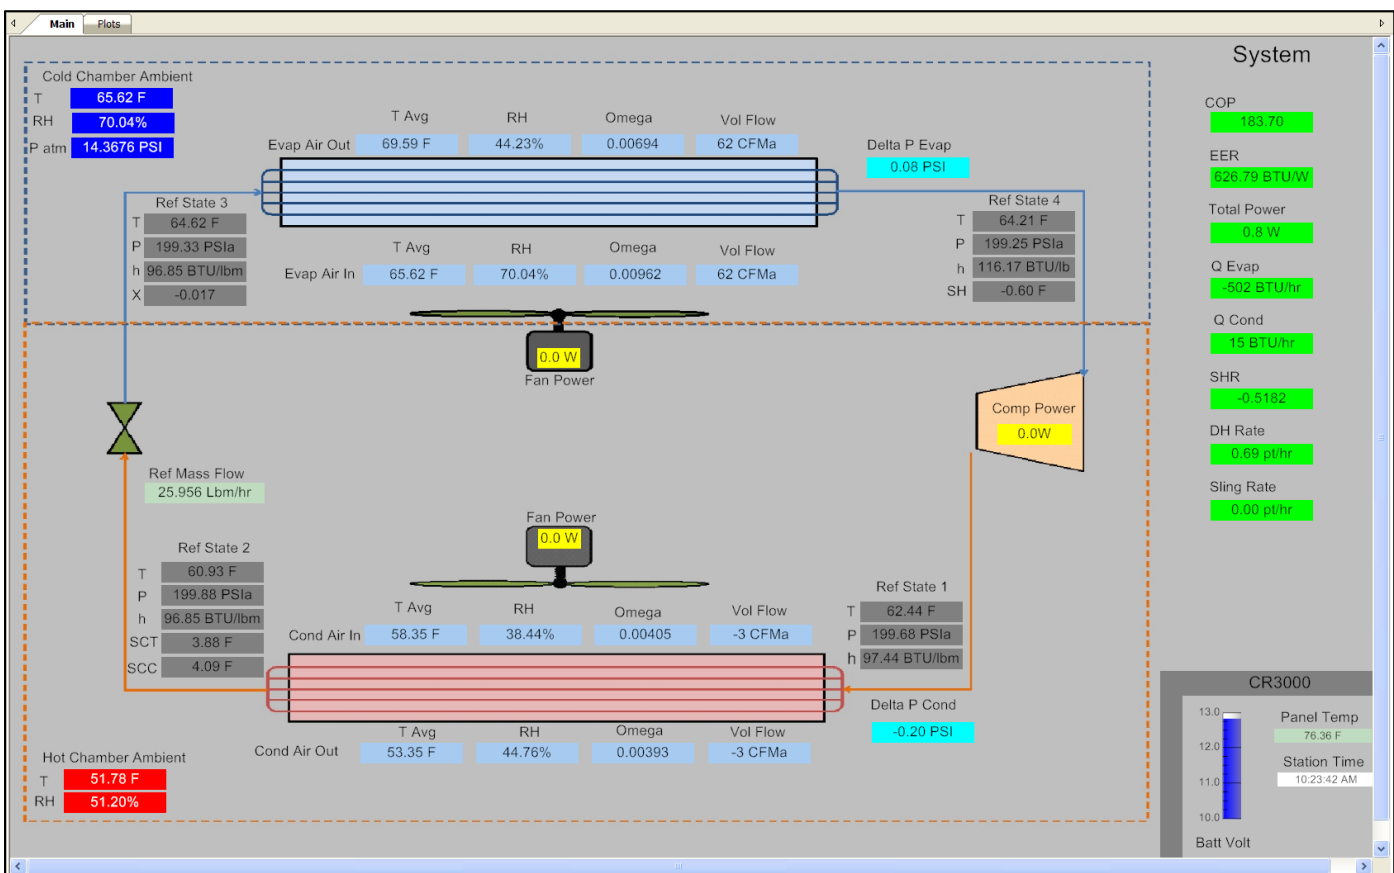 Main Plots
System
Cold Chamber Ambient
T 65.62 F
RH 70.04%
P atm 14.3676 PSI
T Avg RH Omega Vol Flow
Evap Air Out 69.59 F 44.23% 0.00694 62 CFMa
Delta P Evap
0.08 PSI
Ref State 3
T 64.62 F
P 199.33 PSIa
h 96.85 BTU/lbm
X -0.017
T Avg RH Omega Vol Flow
Evap Air In 65.62 F 70.04% 0.00962 62 CFMa
Ref State 4
T 64.21 F
P 199.25 PSIa
h 116.17 BTU/lb
SH -0.60 F
0.0 W
Fan Power
Comp Power
0.0W
Ref Mass Flow
25.956 Lbm/hr
Fan Power
0.0 W
Ref State 2
T 60.93 F
P 199.88 PSIa
h 96.85 BTU/lbm
SCT 3.88 F
SCC 4.09 F
T Avg RH Omega Vol Flow
Cond Air In 58.35 F 38.44% 0.00405 -3 CFMa
Ref State 1
T 62.44 F
P 199.68 PSIa
h 97.44 BTU/lbm
Delta P Cond
-0.20 PSI
T Avg RH Omega Vol Flow
Cond Air Out 53.35 F 44.76% 0.00393 -3 CFMa
Hot Chamber Ambient
T 51.78 F
RH 51.20%
COP
183.70
EER
626.79 BTU/W
Total Power
0.8 W
Q Evap
-502 BTU/hr
Q Cond
15 BTU/hr
SHR
-0.5182
DH Rate
0.69 pt/hr
Sling Rate
0.00 pt/hr
CR3000
13.0
12.0
11.0
10.0
Batt Volt
Panel Temp
76.36 F
Station Time
10:23:42 AM